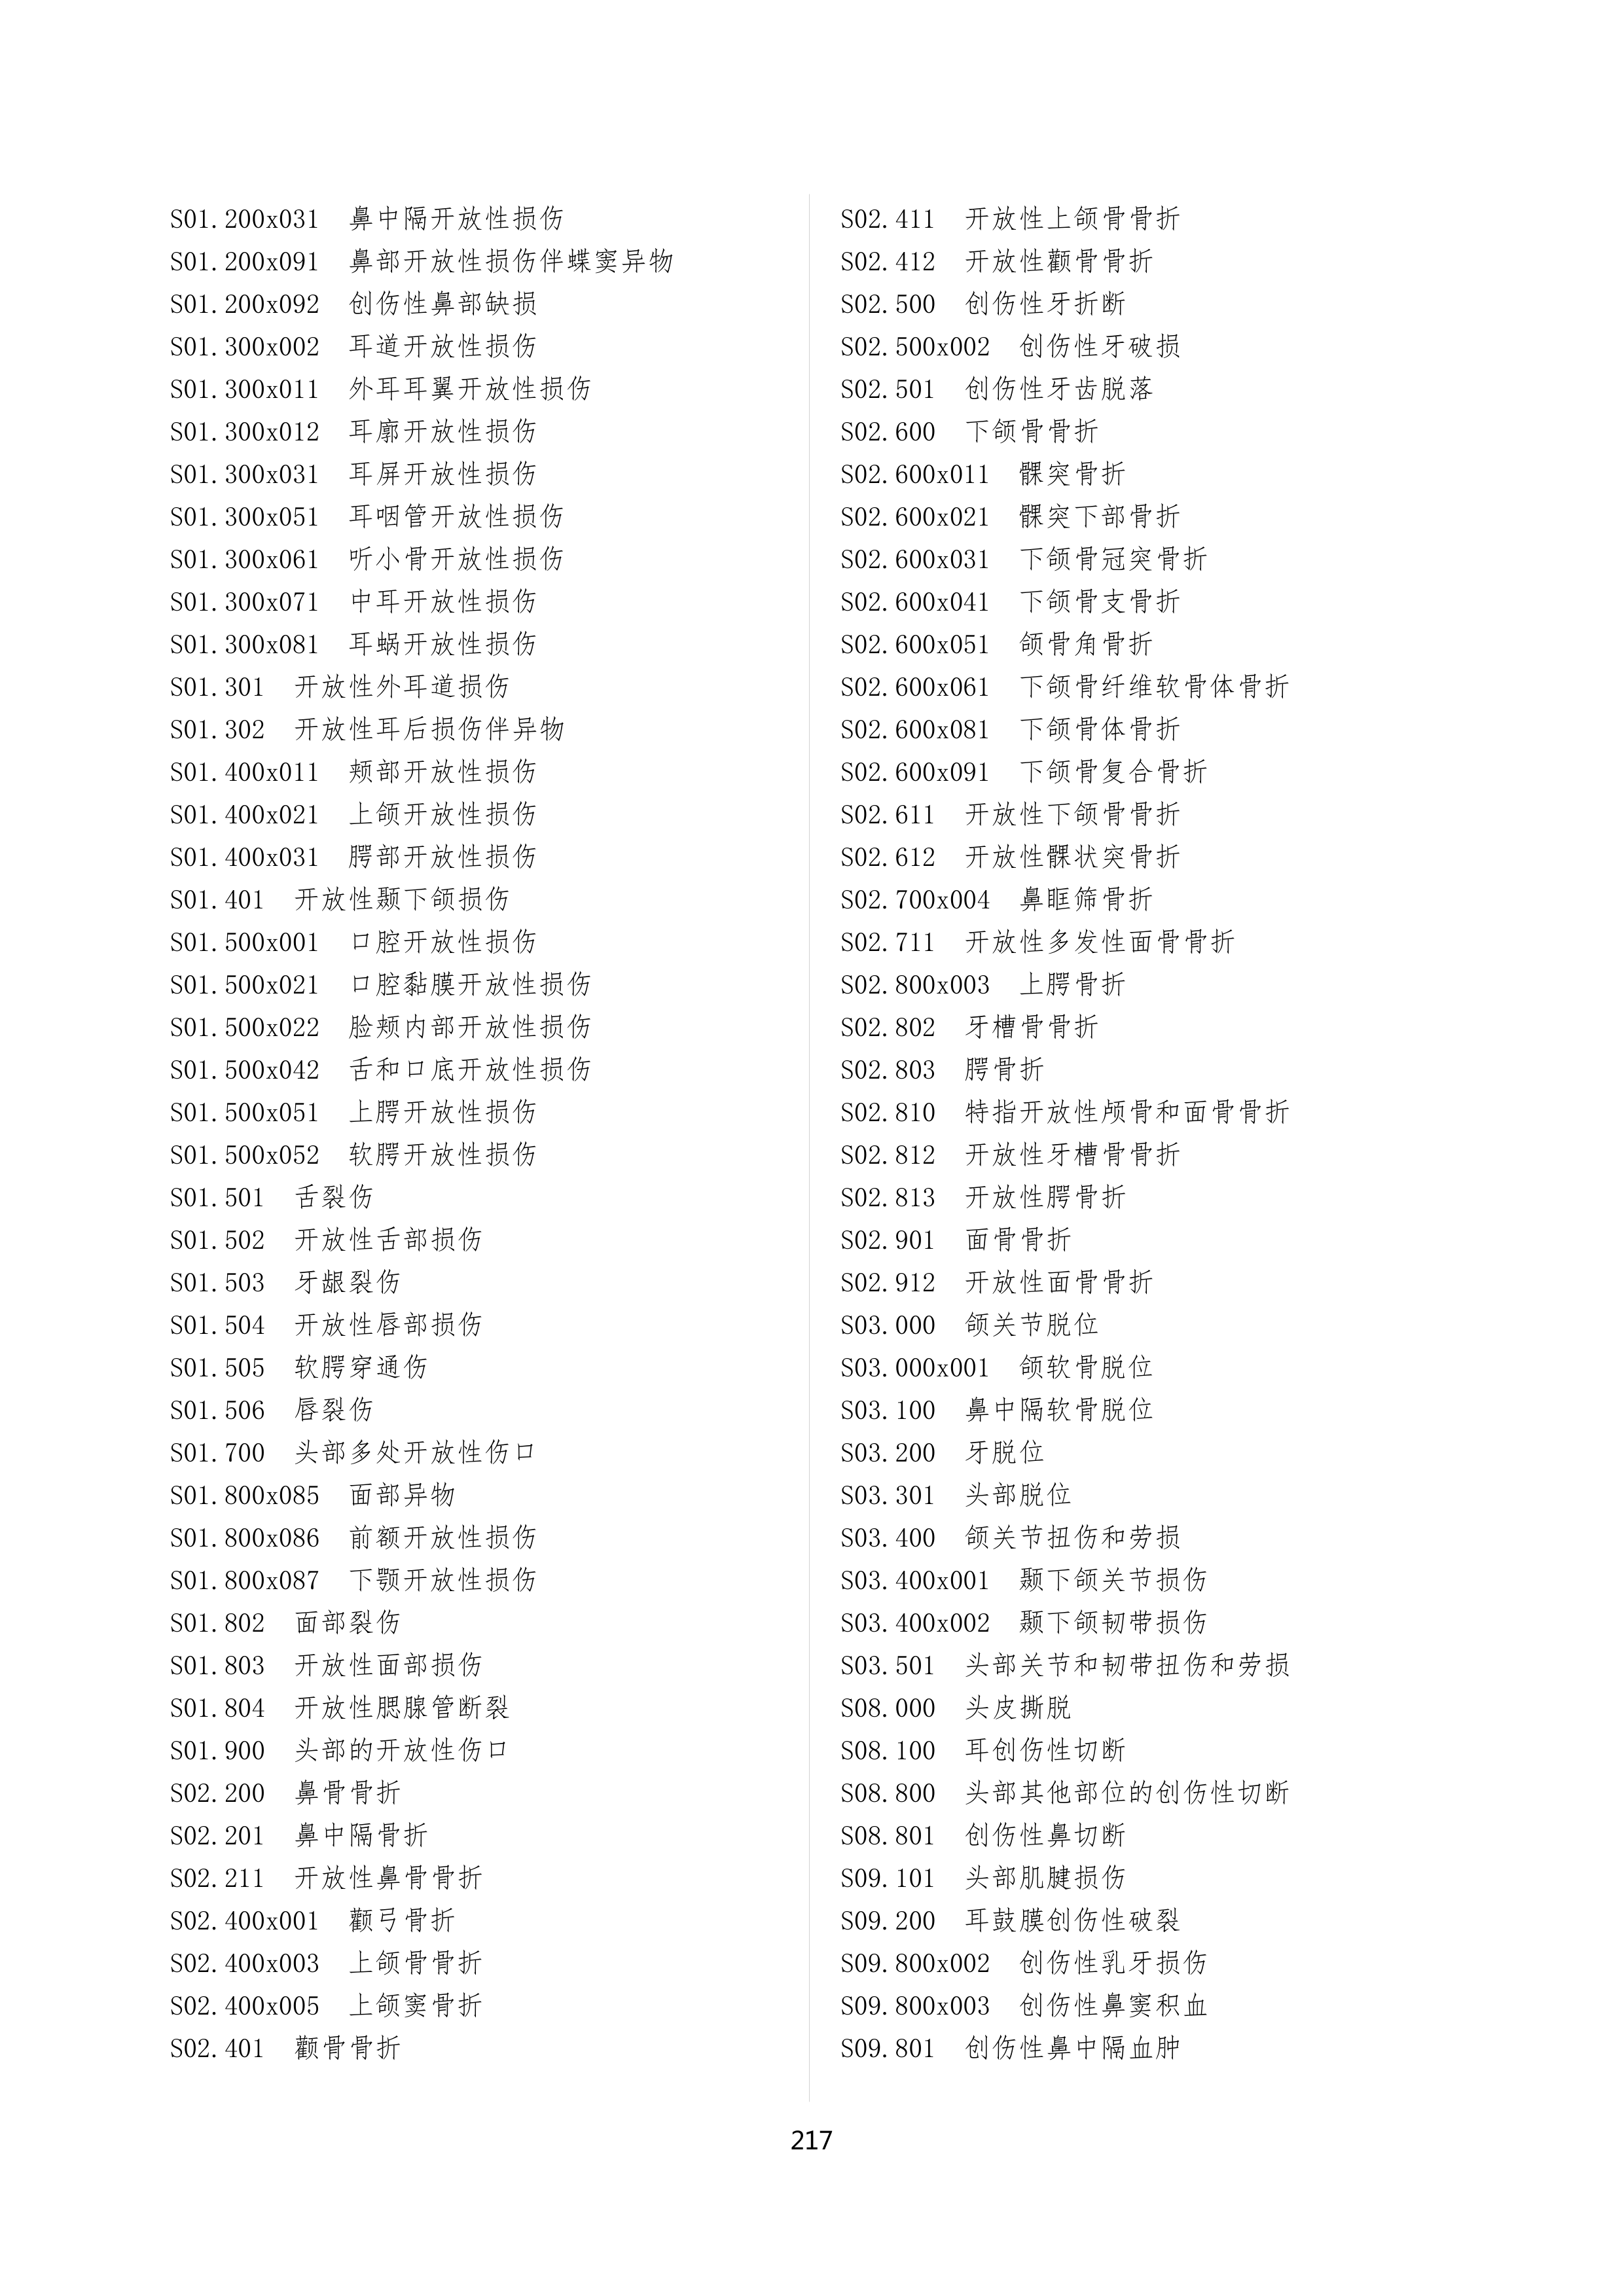 S01.200x031  鼻中隔开放性损伤
S01.200x091  鼻部开放性损伤伴蝶窦异物
S01.200x092  创伤性鼻部缺损
S01.300x002  耳道开放性损伤
S01.300x011  外耳耳翼开放性损伤
S01.300x012  耳廓开放性损伤
S01.300x031  耳屏开放性损伤
S01.300x051  耳咽管开放性损伤
S01.300x061  听小骨开放性损伤
S01.300x071  中耳开放性损伤
S01.300x081  耳蜗开放性损伤
S01.301  开放性外耳道损伤
S01.302  开放性耳后损伤伴异物
S01.400x011  颊部开放性损伤
S01.400x021  上颌开放性损伤
S01.400x031  腭部开放性损伤
S01.401  开放性颞下颌损伤
S01.500x001  口腔开放性损伤
S01.500x021  口腔黏膜开放性损伤
S01.500x022  脸颊内部开放性损伤
S01.500x042  舌和口底开放性损伤
S01.500x051  上腭开放性损伤
S01.500x052  软腭开放性损伤
S01.501  舌裂伤
S01.502  开放性舌部损伤
S01.503  牙龈裂伤
S01.504  开放性唇部损伤
S01.505  软腭穿通伤
S01.506  唇裂伤
S01.700  头部多处开放性伤口
S01.800x085  面部异物
S01.800x086  前额开放性损伤
S01.800x087  下颚开放性损伤
S01.802  面部裂伤
S01.803  开放性面部损伤
S01.804  开放性腮腺管断裂
S01.900  头部的开放性伤口
S02.200  鼻骨骨折
S02.201  鼻中隔骨折
S02.211  开放性鼻骨骨折
S02.400x001  颧弓骨折
S02.400x003  上颌骨骨折
S02.400x005  上颌窦骨折
S02.401  颧骨骨折
S02.411  开放性上颌骨骨折
S02.412  开放性颧骨骨折
S02.500  创伤性牙折断
S02.500x002  创伤性牙破损
S02.501  创伤性牙齿脱落
S02.600  下颌骨骨折
S02.600x011  髁突骨折
S02.600x021  髁突下部骨折
S02.600x031  下颌骨冠突骨折
S02.600x041  下颌骨支骨折
S02.600x051  颌骨角骨折
S02.600x061  下颌骨纤维软骨体骨折
S02.600x081  下颌骨体骨折
S02.600x091  下颌骨复合骨折
S02.611  开放性下颌骨骨折
S02.612  开放性髁状突骨折
S02.700x004  鼻眶筛骨折
S02.711  开放性多发性面骨骨折
S02.800x003  上腭骨折
S02.802  牙槽骨骨折
S02.803  腭骨折
S02.810  特指开放性颅骨和面骨骨折
S02.812  开放性牙槽骨骨折
S02.813  开放性腭骨折
S02.901  面骨骨折
S02.912  开放性面骨骨折
S03.000  颌关节脱位
S03.000x001  颌软骨脱位
S03.100  鼻中隔软骨脱位
S03.200  牙脱位
S03.301  头部脱位
S03.400  颌关节扭伤和劳损
S03.400x001  颞下颌关节损伤
S03.400x002  颞下颌韧带损伤
S03.501  头部关节和韧带扭伤和劳损
S08.000  头皮撕脱
S08.100  耳创伤性切断
S08.800  头部其他部位的创伤性切断
S08.801  创伤性鼻切断
S09.101  头部肌腱损伤
S09.200  耳鼓膜创伤性破裂
S09.800x002  创伤性乳牙损伤
S09.800x003  创伤性鼻窦积血
S09.801  创伤性鼻中隔血肿
217